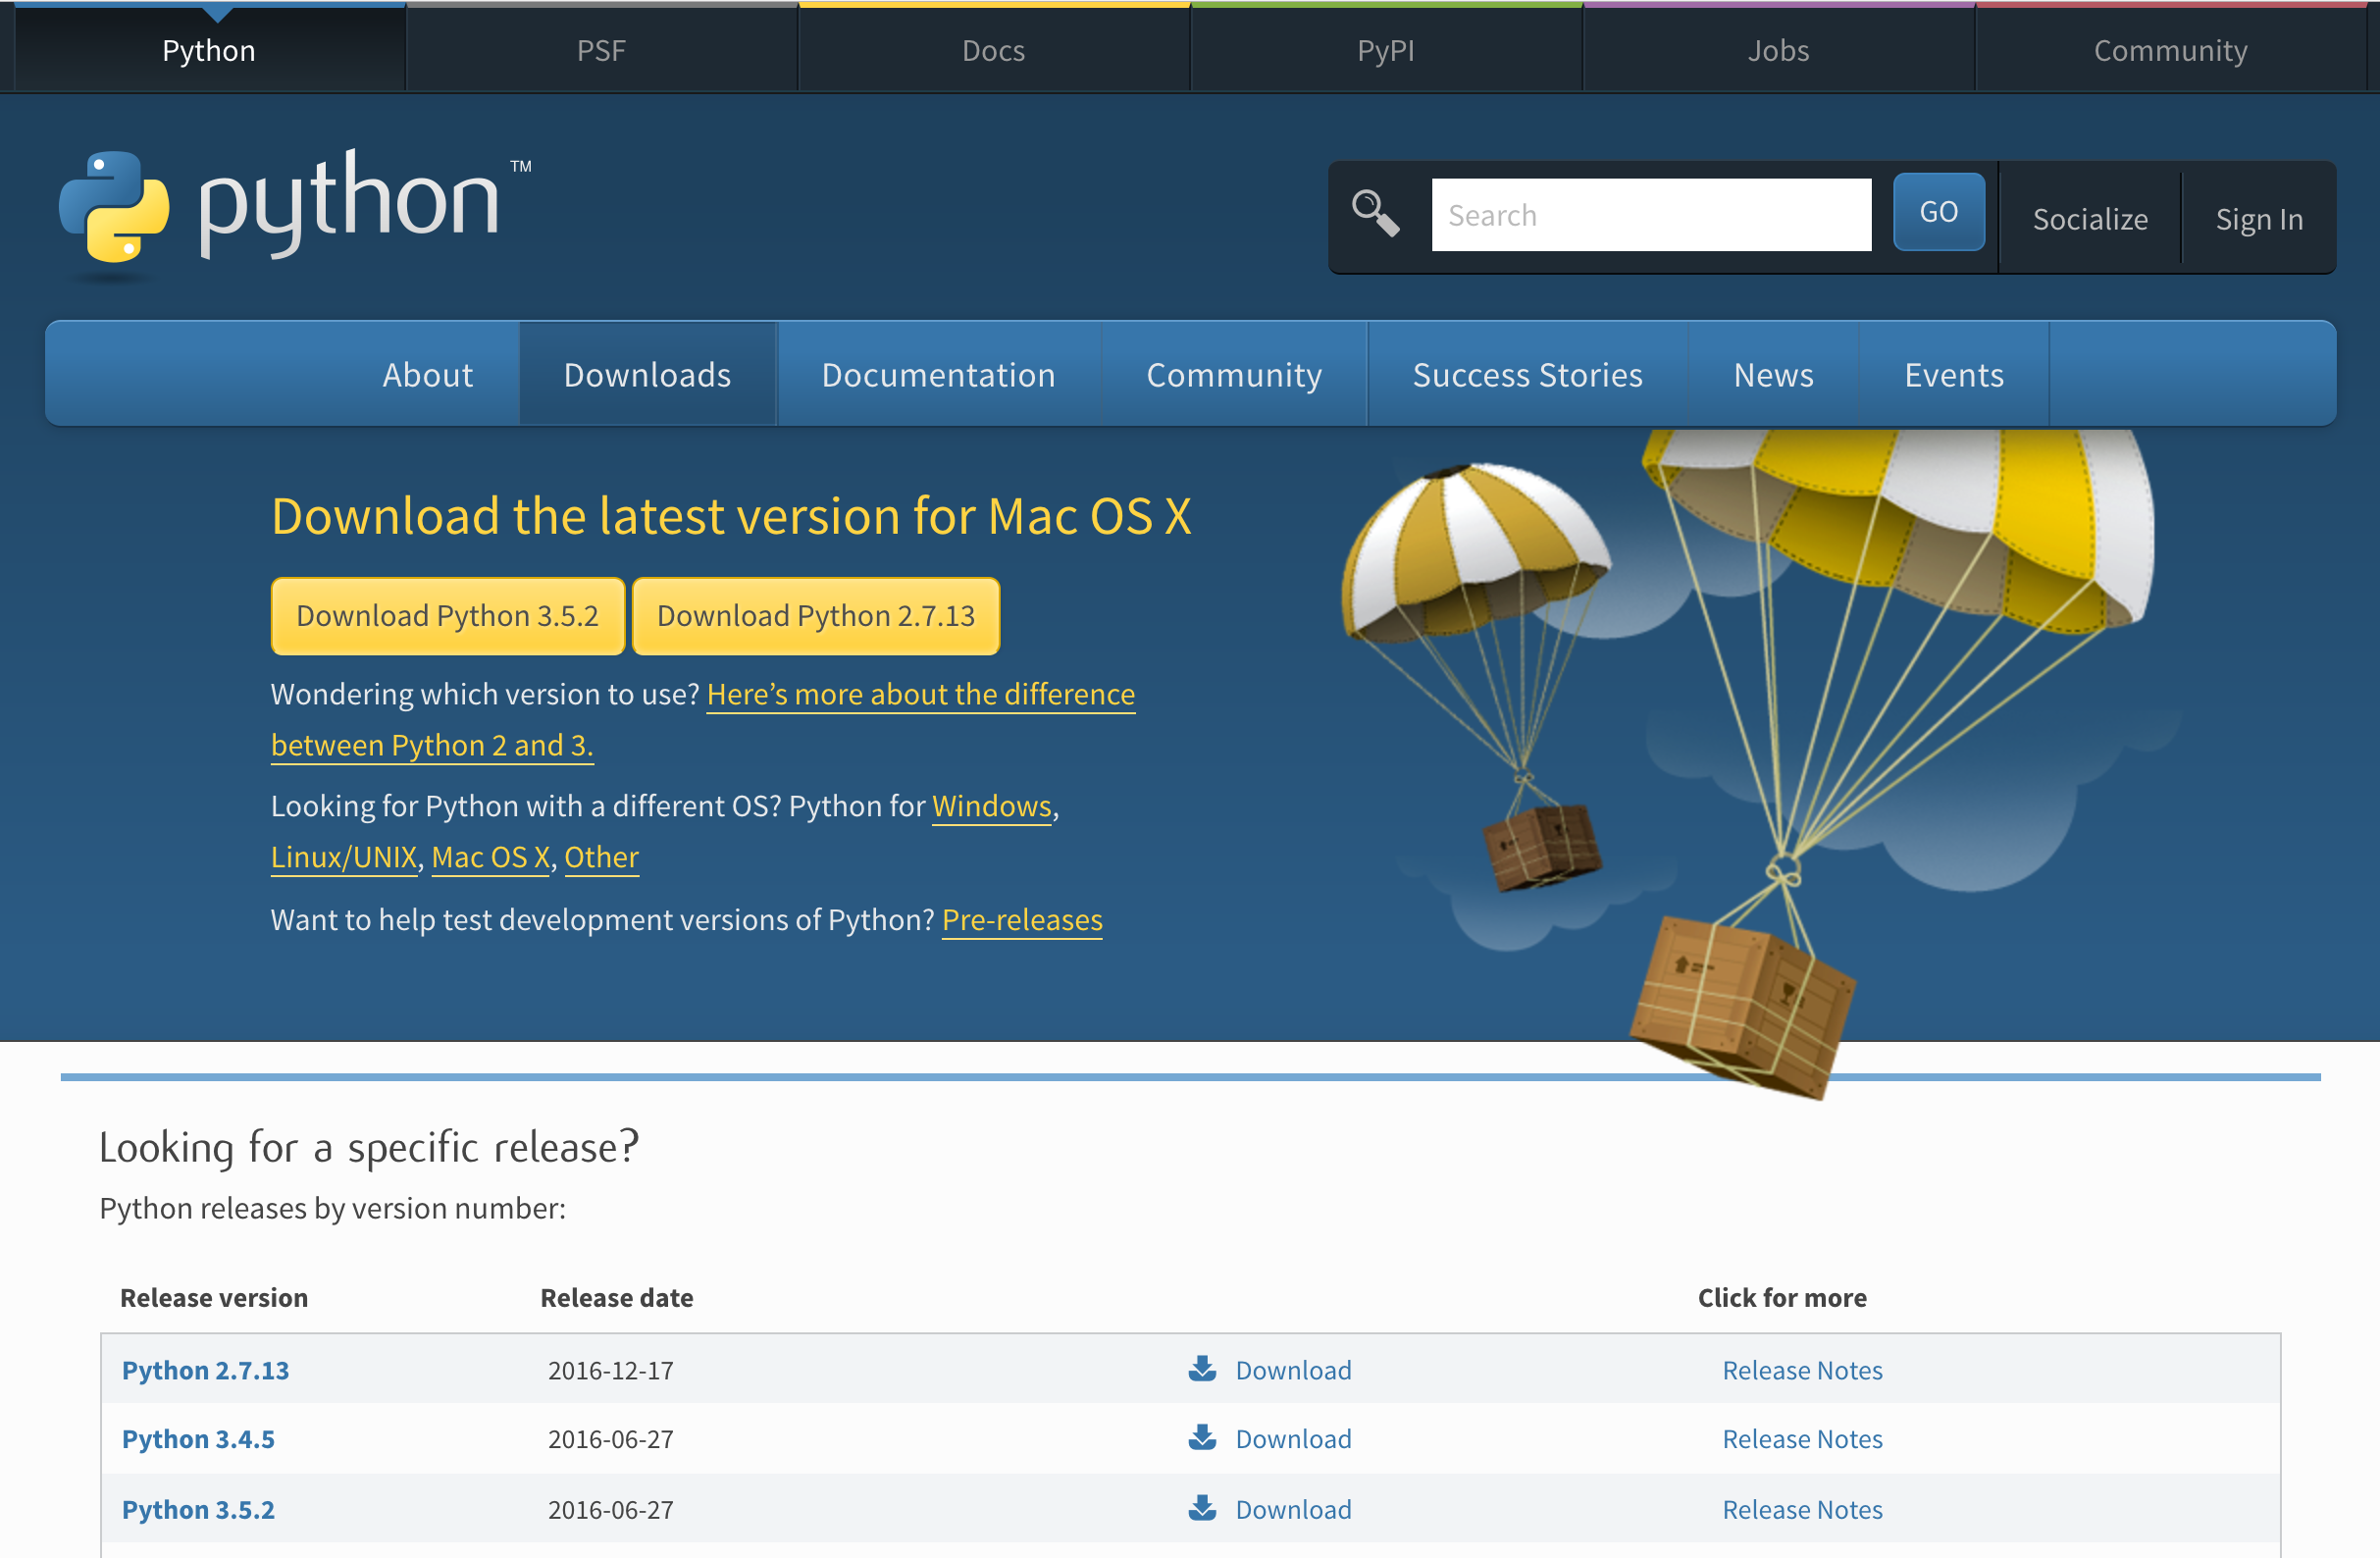 Python PSF Docs PyPI Jobs Community
python TM
Search GO Socialize Sign In
About Downloads Documentation Community Success Stories News Events
Download the latest version for Mac OS X
Download Python 3.5.2 Download Python 2.7.13
Wondering which version to use? Here’s more about the difference
between Python 2 and 3.
Looking for Python with a different OS? Python for Windows,
Linux/UNIX, Mac OS X, Other
Want to help test development versions of Python? Pre-releases
Looking for a specific release?
Python releases by version number:
Release version Release date Click for more
Python 2.7.13 2016-12-17 Download Release Notes
Python 3.4.5 2016-06-27 Download Release Notes
Python 3.5.2 2016-06-27 Download Release Notes